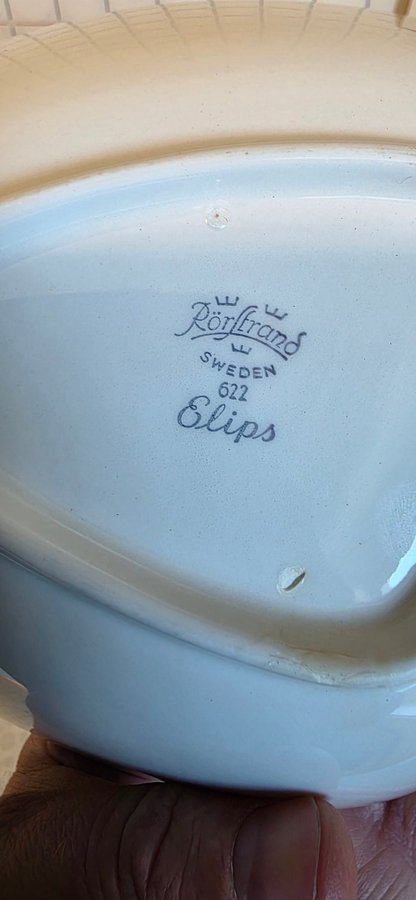 Rörstrand
SWEDEN
622
Elips